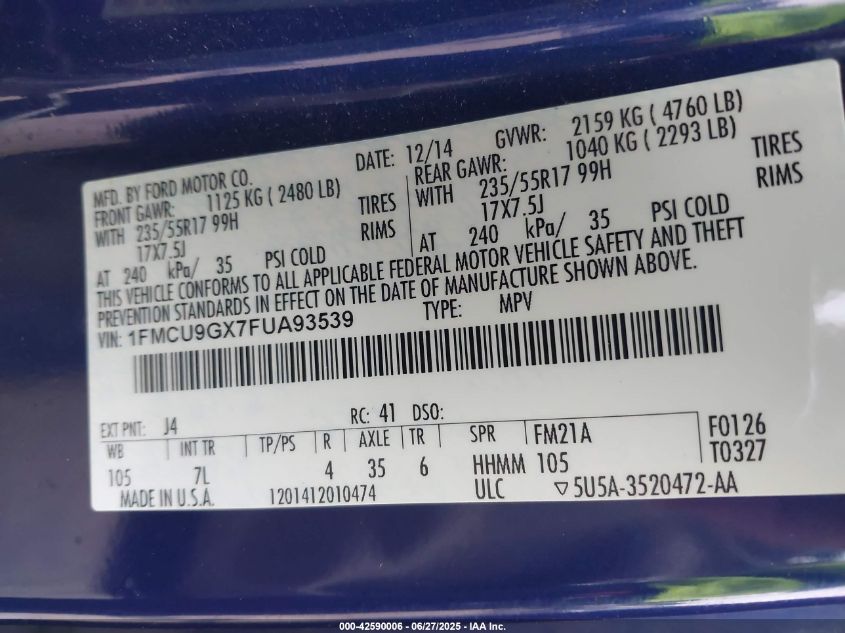 MFD. BY FORD MOTOR CO. DATE: 12/14 GVWR: 2159 KG ( 4760 LB)
FRONT GAWR: 1125 KG ( 2480 LB) REAR GAWR: 1040 KG ( 2293 LB)
WITH 235/55R17 99H TIRES WITH 235/55R17 99H TIRES
17X7.5J RIMS 17X7.5J RIMS
AT 240 kPa/ 35 PSI COLD AT 240 kPa/ 35 PSI COLD
THIS VEHICLE CONFORMS TO ALL APPLICABLE FEDERAL MOTOR VEHICLE SAFETY AND THEFT
PREVENTION STANDARDS IN EFFECT ON THE DATE OF MANUFACTURE SHOWN ABOVE.
VIN: 1FMCU9GX7FUA93539 TYPE: MPV
EXT PNT: J4 RC: 41 DSO: F0126
WB INT TR TP/PS R AXLE TR SPR FM21A T0327
105 7L 4 35 6 HHMM 105
MADE IN U.S.A. 1201412010474 ULC ▽5U5A-3520472-AA
000-42590006 - 06/27/2025 - IAA Inc.